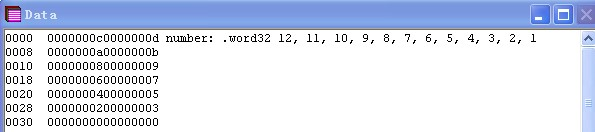 Data
0000 0000000c0000000d number: .word32 12, 11, 10, 9, 8, 7, 6, 5, 4, 3, 2, 1
0008 0000000a0000000b
0010 0000000800000009
0018 0000000600000007
0020 0000000400000005
0028 0000000200000003
0030 0000000000000000